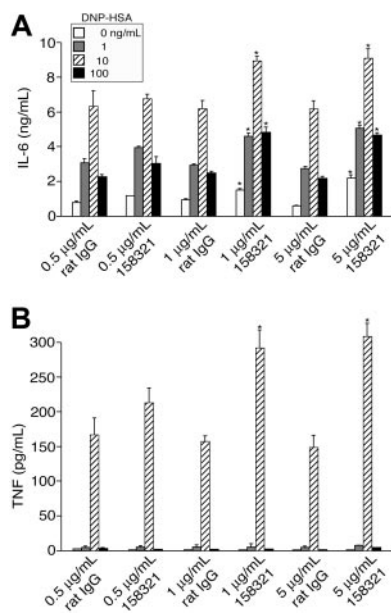 A
DNP-HSA
0 ng/mL
1
10
100
IL-6 (ng/mL)
10
8
6
4
2
0
* * * * * * * *
0.5 µg/mL
rat IgG
0.5 µg/mL
158321
1 µg/mL
rat IgG
1 µg/mL
158321
5 µg/mL
rat IgG
5 µg/mL
158321
B
TNF (pg/mL)
300
250
200
150
100
50
0
* *
0.5 µg/mL
rat IgG
0.5 µg/mL
158321
1 µg/mL
rat IgG
1 µg/mL
158321
5 µg/mL
rat IgG
5 µg/mL
158321